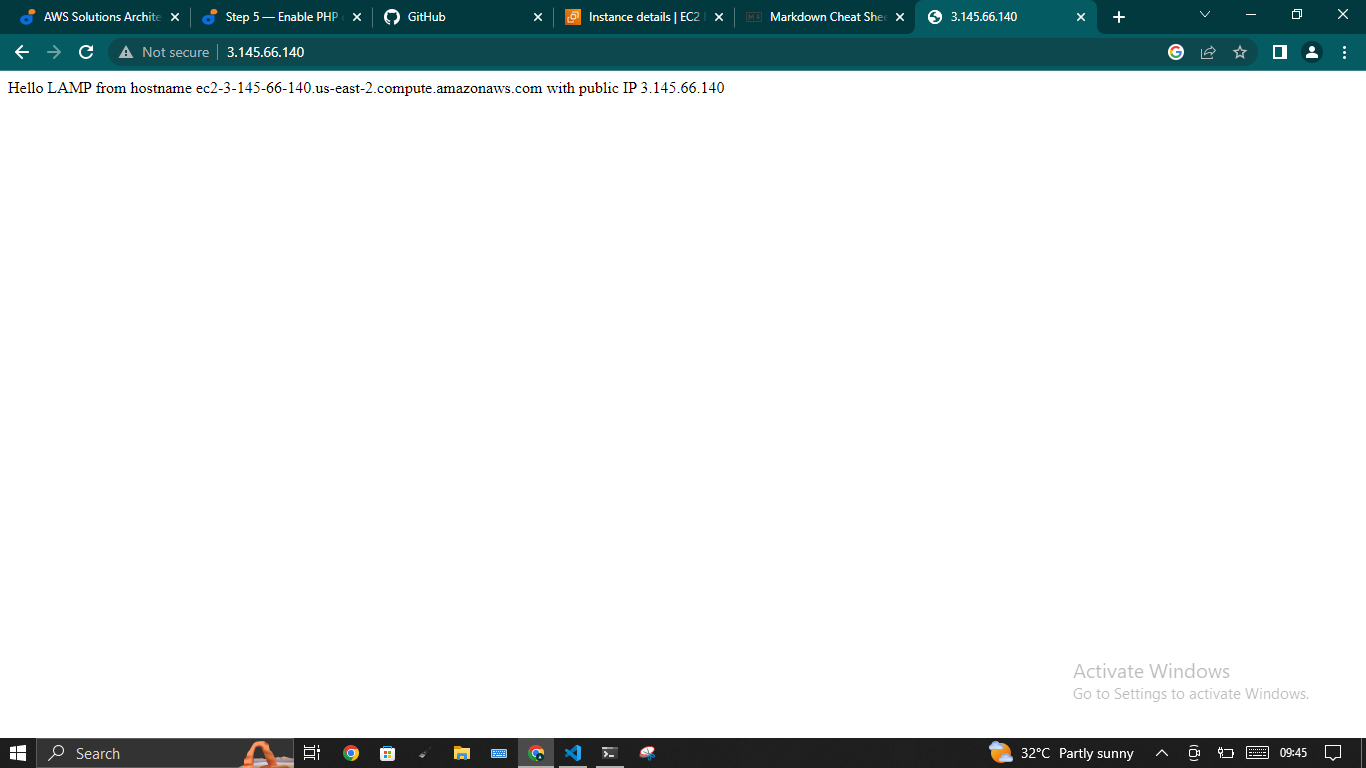 AWS Solutions Archite
Step 5 — Enable PHP
GitHub
Instance details | EC2
Markdown Cheat Shee
3.145.66.140
Not secure
3.145.66.140
Hello LAMP from hostname ec2-3-145-66-140.us-east-2.compute.amazonaws.com with public IP 3.145.66.140
Activate Windows
Go to Settings to activate Windows.
Search
32°C Partly sunny
09:45